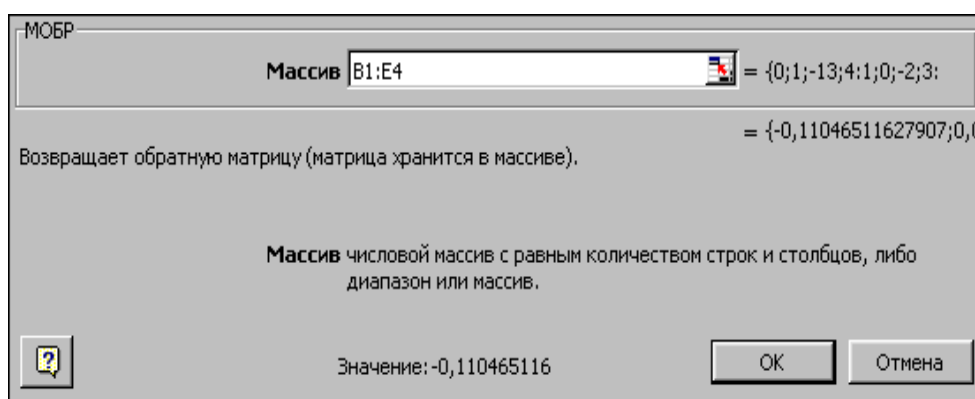 МОБР
Массив B1:E4 = {0;1;-13;4:1;0;-2;3:
= {-0,11046511627907;0,
Возвращает обратную матрицу (матрица хранится в массиве).
Массив числовой массив с равным количеством строк и столбцов, либо
диапазон или массив.
Значение:-0,110465116
OK
Отмена